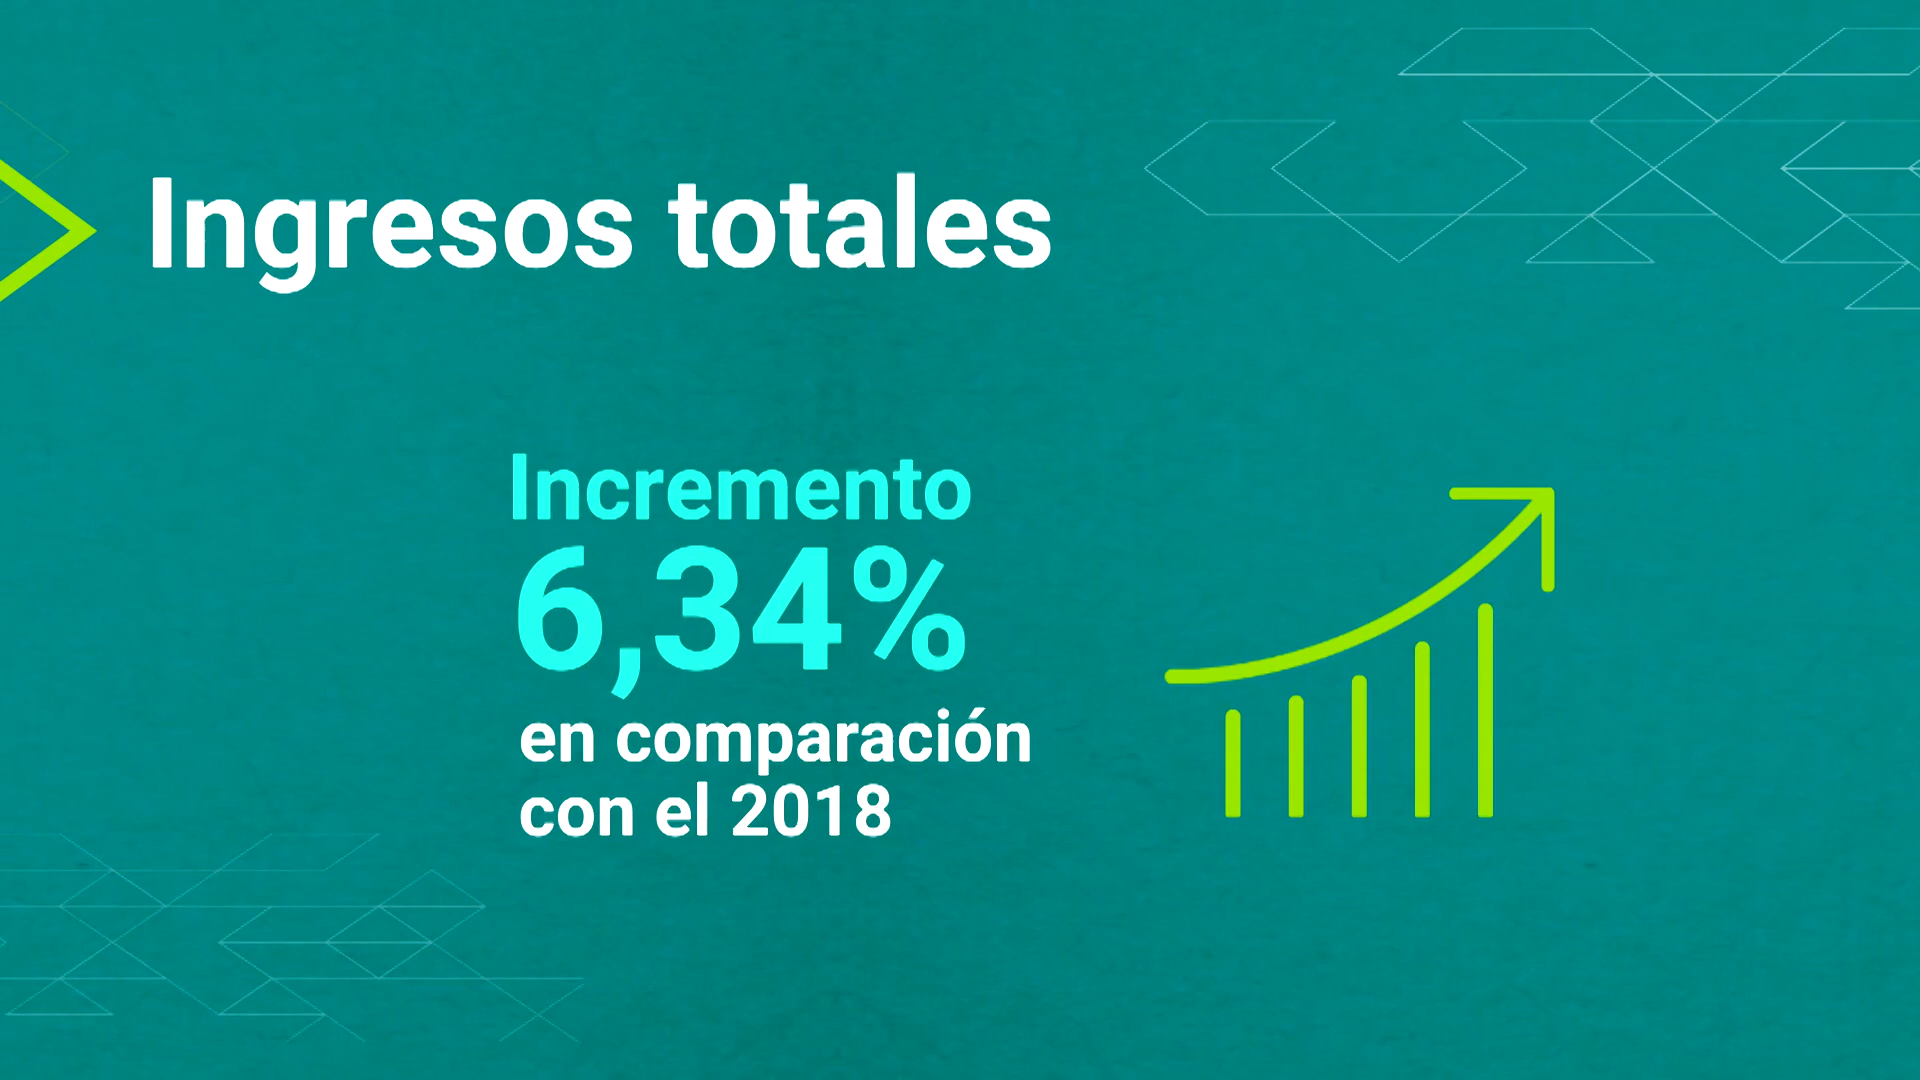 Ingresos totales
Incremento
6,34%
en comparación
con el 2018